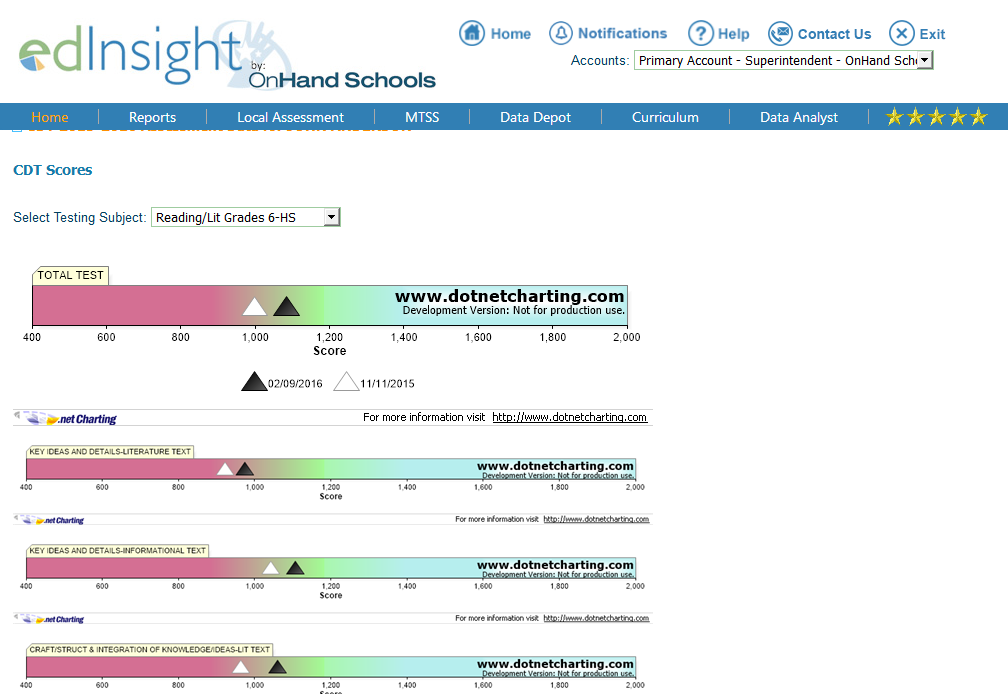 edInsight
by:
OnHand Schools
Home Notifications Help Contact Us Exit
Accounts: Primary Account - Superintendent - OnHand Scho
Home Reports Local Assessment MTSS Data Depot Curriculum Data Analyst
CDT Scores
Select Testing Subject: Reading/Lit Grades 6-HS
TOTAL TEST
www.dotnetcharting.com
Development Version: Not for production use.
400 600 800 1,000 1,200 1,400 1,600 1,800 2,000
Score
02/09/2016 11/11/2015
.net Charting For more information visit http://www.dotnetcharting.com
KEY IDEAS AND DETAILS-LITERATURE TEXT
www.dotnetcharting.com
Development Version: Not for production use.
400 600 800 1,000 1,200 1,400 1,600 1,800 2,000
Score
.net Charting For more information visit http://www.dotnetcharting.com
KEY IDEAS AND DETAILS-INFORMATIONAL TEXT
www.dotnetcharting.com
Development Version: Not for production use.
400 600 800 1,000 1,200 1,400 1,600 1,800 2,000
Score
.net Charting For more information visit http://www.dotnetcharting.com
CRAFT/STRUCT & INTEGRATION OF KNOWLEDGE/IDEAS-LIT TEXT
www.dotnetcharting.com
Development Version: Not for production use.
400 600 800 1,000 1,200 1,400 1,600 1,800 2,000
Score